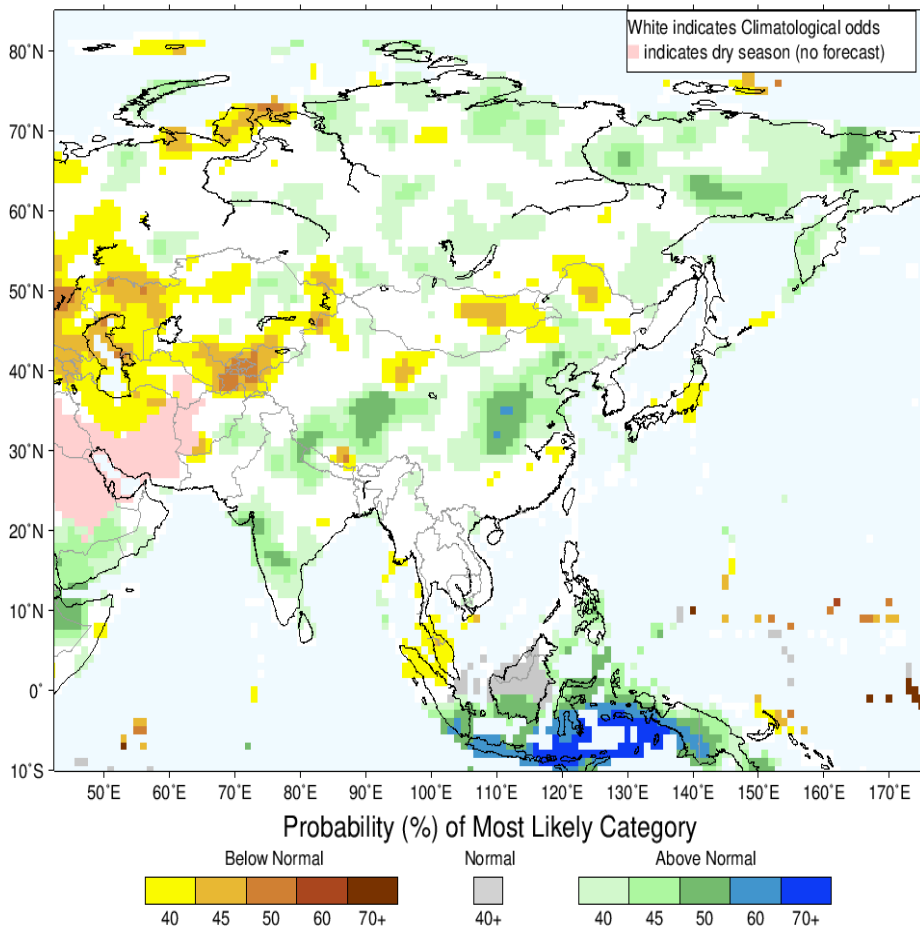 White indicates Climatological odds
indicates dry season (no forecast)
80°N
70°N
60°N
50°N
40°N
30°N
20°N
10°N
0°
10°S
50°E 60°E 70°E 80°E 90°E 100°E 110°E 120°E 130°E 140°E 150°E 160°E 170°E
Probability (%) of Most Likely Category
Below Normal Normal Above Normal
40 45 50 60 70+ 40+ 40 45 50 60 70+